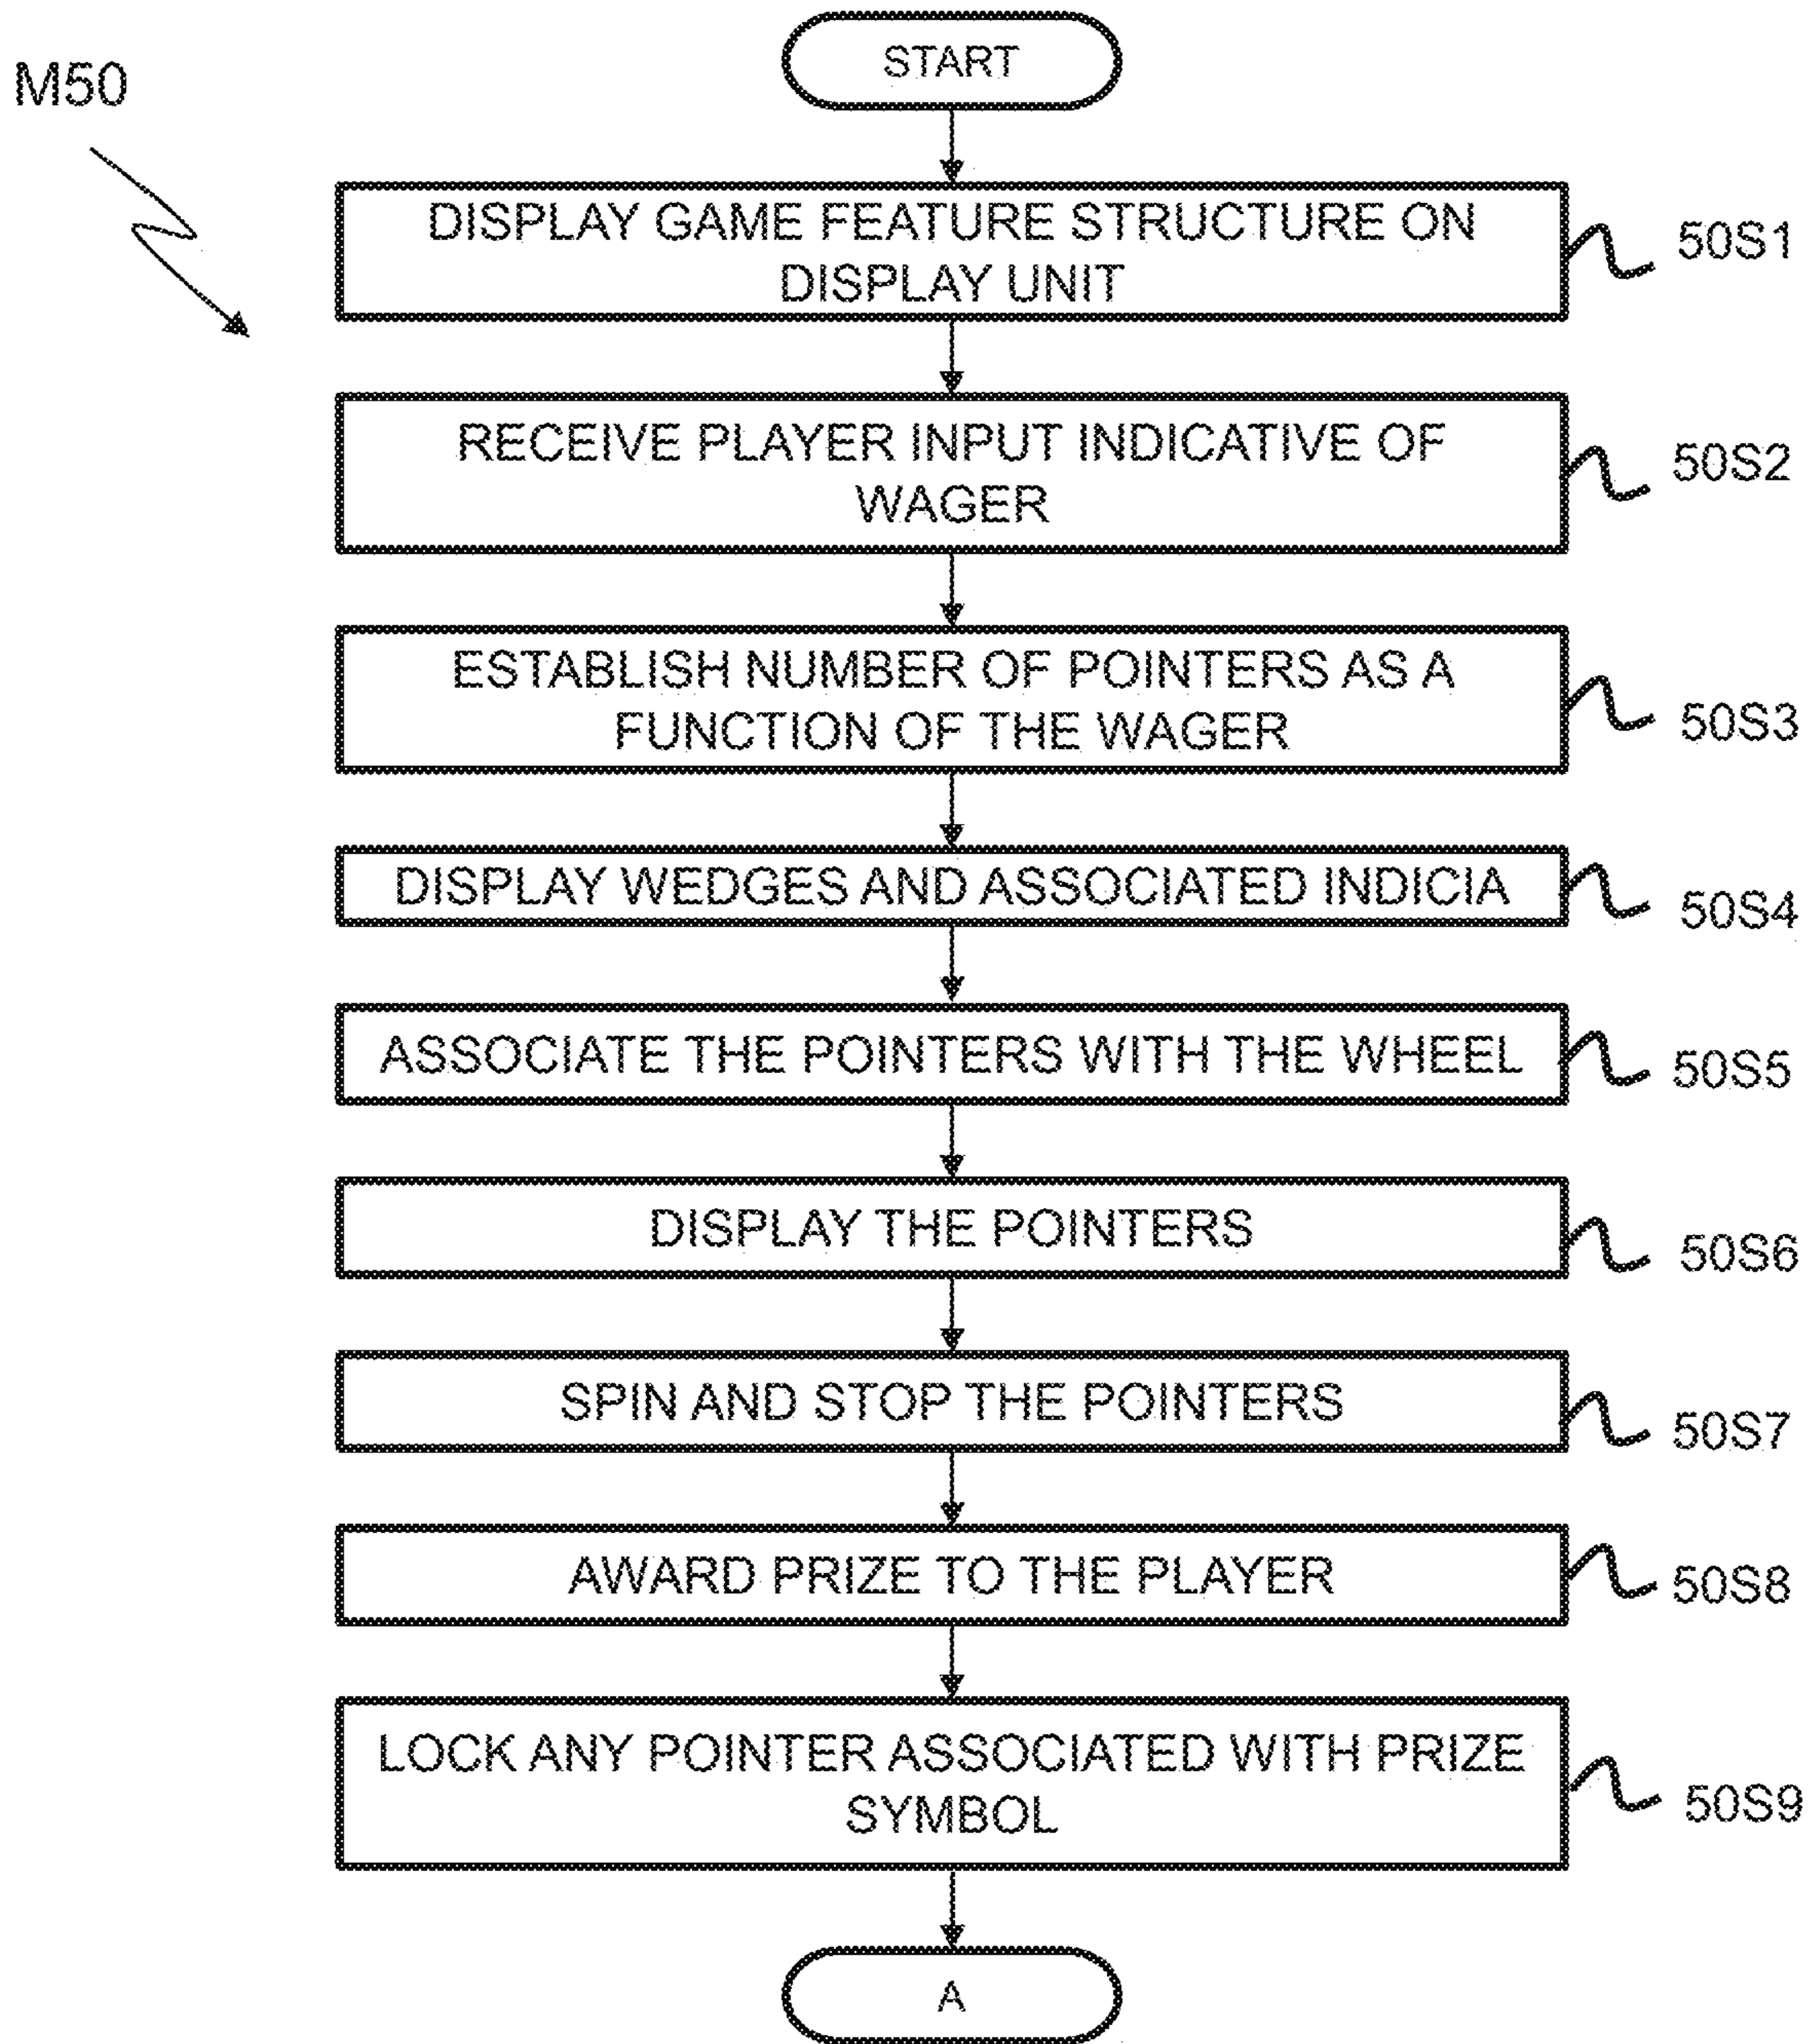 START
M50
DISPLAY GAME FEATURE STRUCTURE ON
DISPLAY UNIT
50S1
RECEIVE PLAYER INPUT INDICATIVE OF
WAGER
50S2
ESTABLISH NUMBER OF POINTERS AS A
FUNCTION OF THE WAGER
50S3
DISPLAY WEDGES AND ASSOCIATED INDICIA
50S4
ASSOCIATE THE POINTERS WITH THE WHEEL
50S5
DISPLAY THE POINTERS
50S6
SPIN AND STOP THE POINTERS
50S7
AWARD PRIZE TO THE PLAYER
50S8
LOCK ANY POINTER ASSOCIATED WITH PRIZE
SYMBOL
50S9
A